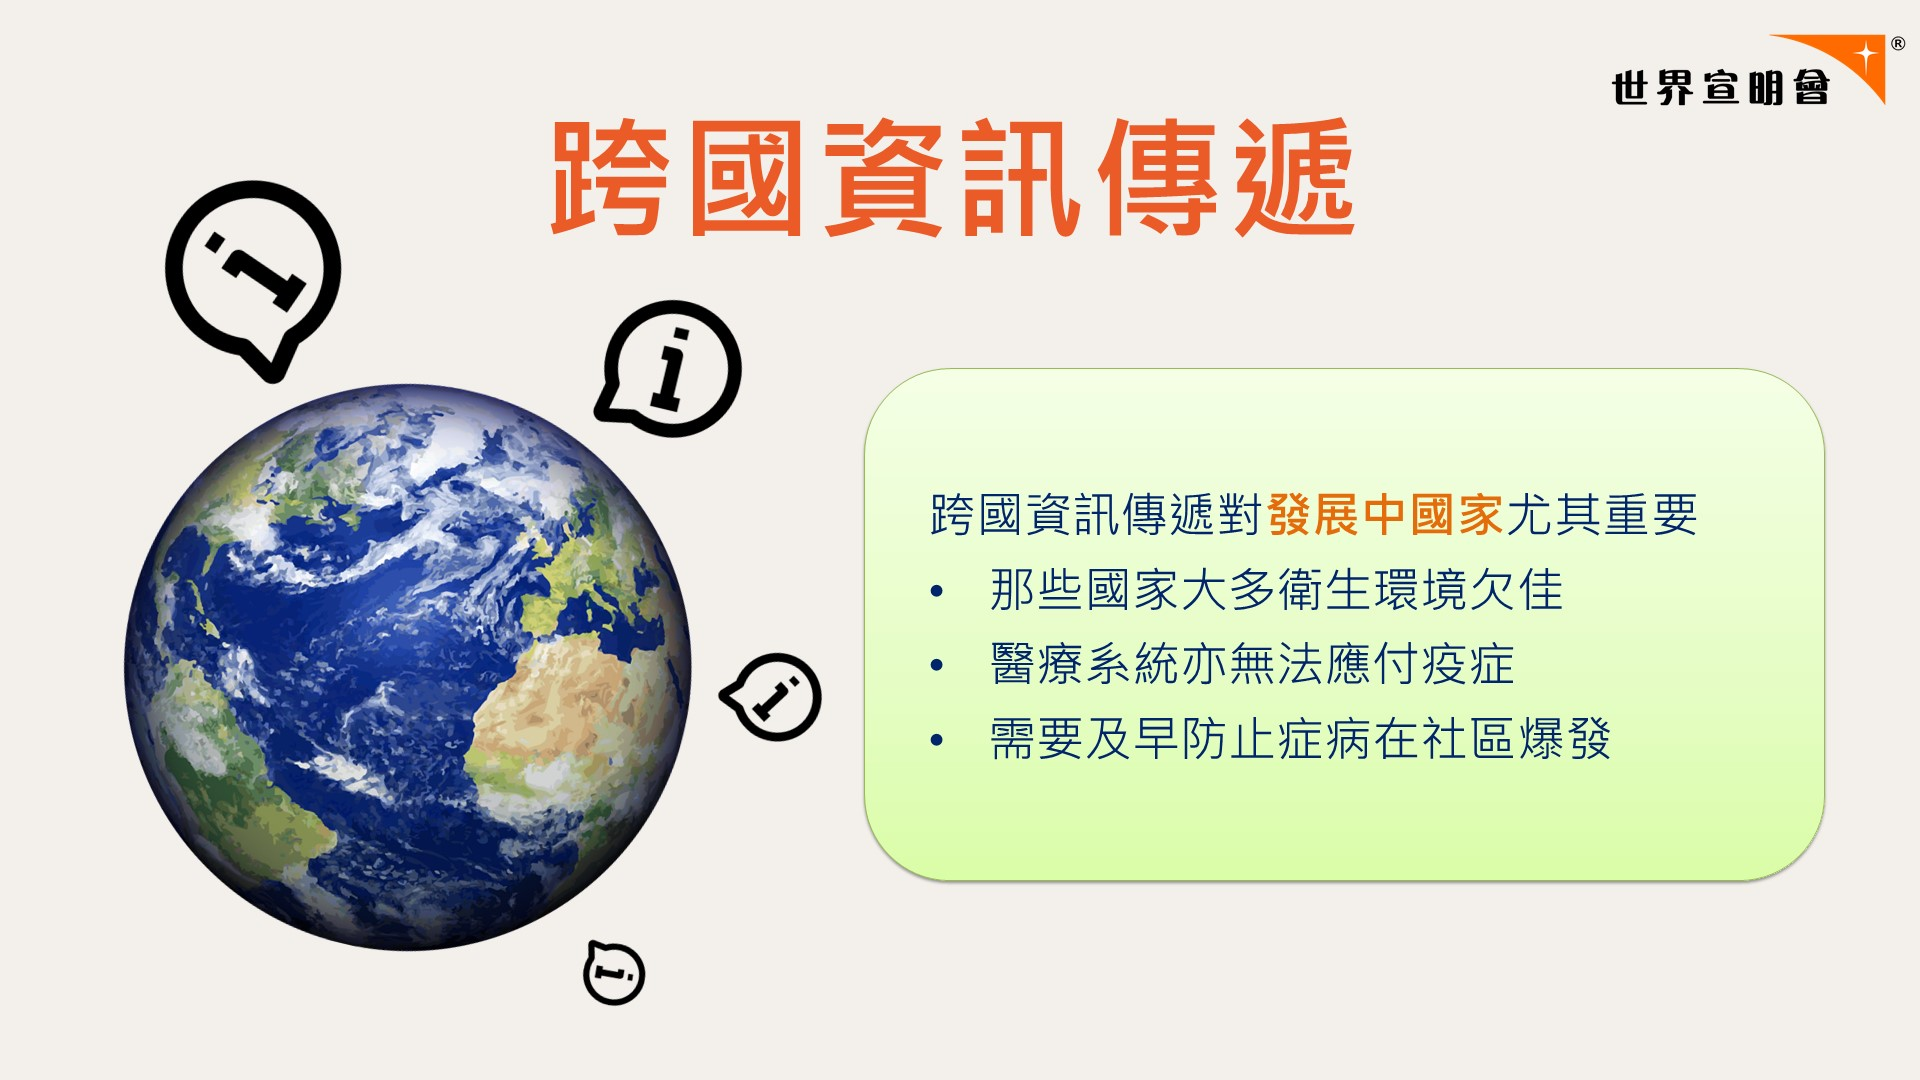 世界宣明會®
跨國資訊傳遞
i
i
i
i
跨國資訊傳遞對發展中國家尤其重要
• 那些國家大多衛生環境欠佳
• 醫療系統亦無法應付疫症
• 需要及早防止症病在社區爆發